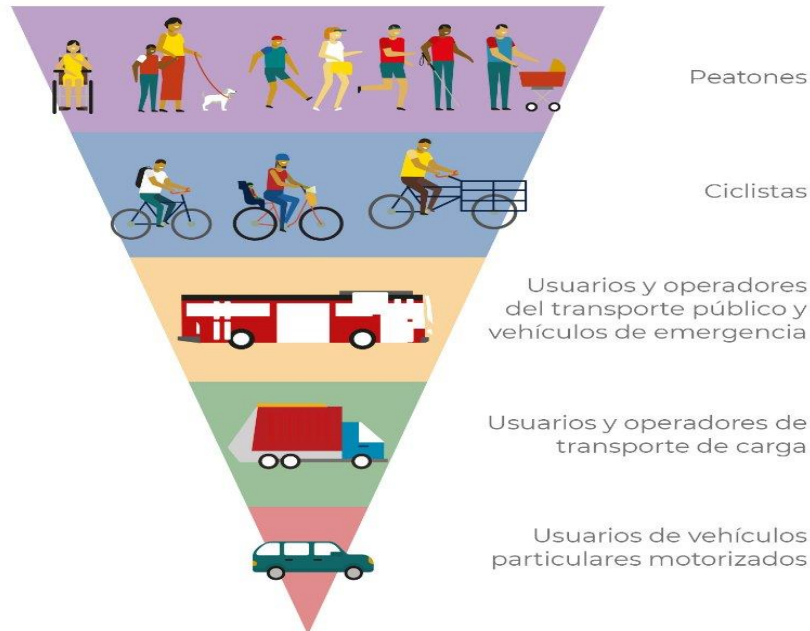 Peatones
Ciclistas
Usuarios y operadores
del transporte público y
vehículos de emergencia
Usuarios y operadores de
transporte de carga
Usuarios de vehículos
particulares motorizados